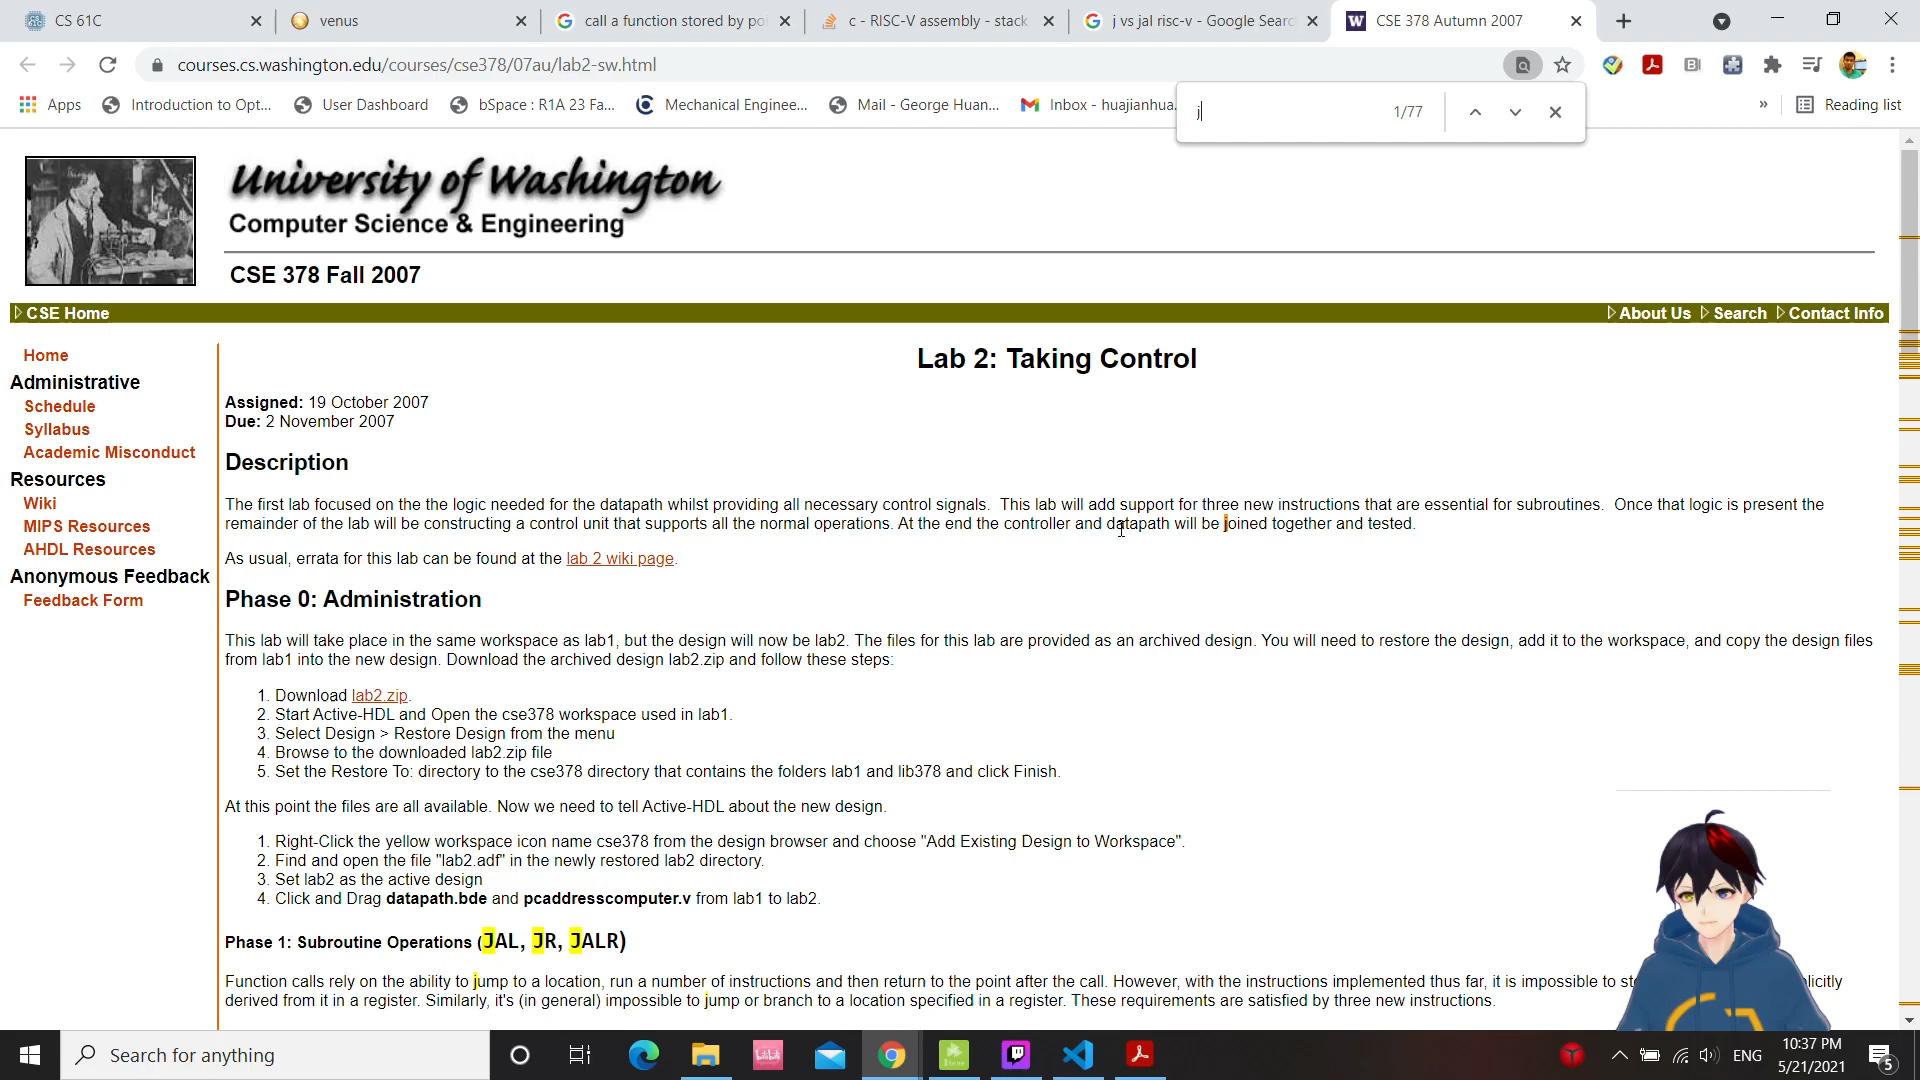 CS 61C
venus
call a function stored by poi
c - RISC-V assembly - stack
j vs jal risc-v - Google Searc
CSE 378 Autumn 2007
courses.cs.washington.edu/courses/cse378/07au/lab2-sw.html
Apps
Introduction to Opt...
User Dashboard
bSpace : R1A 23 Fa...
Mechanical Enginee...
Mail - George Huan...
Inbox - huajianhua
»
Reading list
j
1/77
University of Washington
Computer Science & Engineering
CSE 378 Fall 2007
CSE Home
About Us
Search
Contact Info
Home
Administrative
Schedule
Syllabus
Academic Misconduct
Resources
Wiki
MIPS Resources
AHDL Resources
Anonymous Feedback
Feedback Form
Lab 2: Taking Control
Assigned: 19 October 2007
Due: 2 November 2007
Description
The first lab focused on the the logic needed for the datapath whilst providing all necessary control signals. This lab will add support for three new instructions that are essential for subroutines. Once that logic is present the
remainder of the lab will be constructing a control unit that supports all the normal operations. At the end the controller and datapath will be joined together and tested.
As usual, errata for this lab can be found at the lab 2 wiki page.
Phase 0: Administration
This lab will take place in the same workspace as lab1, but the design will now be lab2. The files for this lab are provided as an archived design. You will need to restore the design, add it to the workspace, and copy the design files
from lab1 into the new design. Download the archived design lab2.zip and follow these steps:
1. Download lab2.zip.
2. Start Active-HDL and Open the cse378 workspace used in lab1.
3. Select Design > Restore Design from the menu
4. Browse to the downloaded lab2.zip file
5. Set the Restore To: directory to the cse378 directory that contains the folders lab1 and lib378 and click Finish.
At this point the files are all available. Now we need to tell Active-HDL about the new design.
1. Right-Click the yellow workspace icon name cse378 from the design browser and choose "Add Existing Design to Workspace".
2. Find and open the file "lab2.adf" in the newly restored lab2 directory.
3. Set lab2 as the active design
4. Click and Drag datapath.bde and pcaddresscomputer.v from lab1 to lab2.
Phase 1: Subroutine Operations (JAL, JR, JALR)
Function calls rely on the ability to jump to a location, run a number of instructions and then return to the point after the call. However, with the instructions implemented thus far, it is impossible to st licitly
derived from it in a register. Similarly, it's (in general) impossible to jump or branch to a location specified in a register. These requirements are satisfied by three new instructions.
Search for anything
ENG
10:37 PM
5/21/2021
5